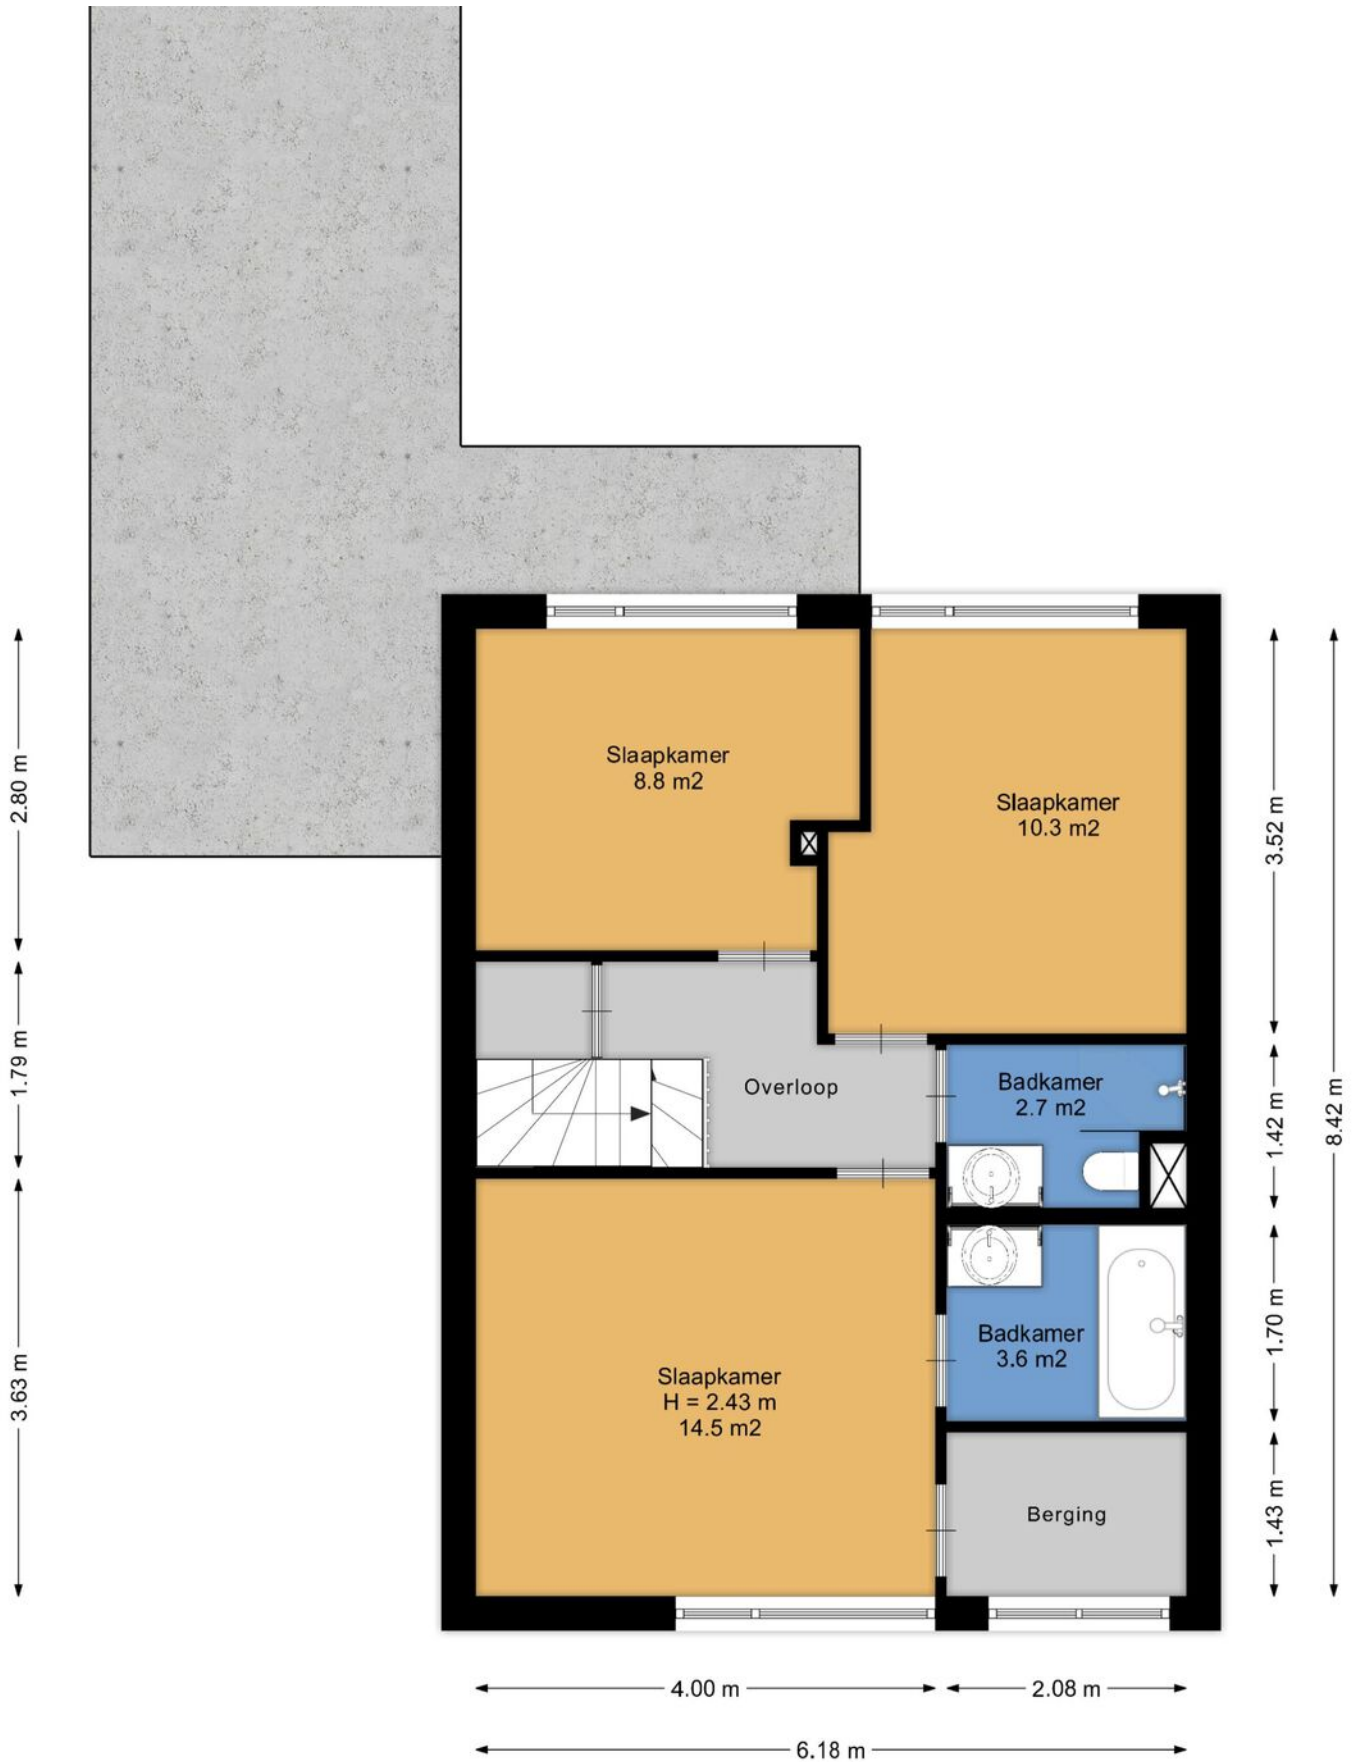 Slaapkamer
8.8 m2
Slaapkamer
10.3 m2
2.80 m
3.52 m
8.42 m
1.79 m
Overloop
Badkamer
2.7 m2
1.42 m
Badkamer
3.6 m2
1.70 m
3.63 m
Slaapkamer
H = 2.43 m
14.5 m2
Berging
1.43 m
4.00 m
2.08 m
6.18 m